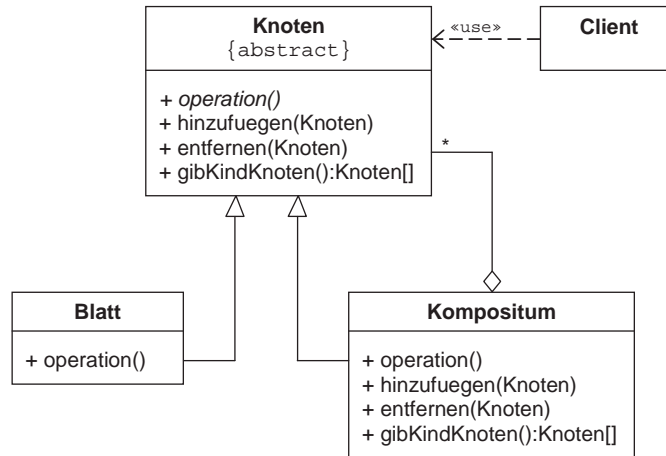 Knoten
{abstract}
+ operation()
+ hinzufuegen(Knoten)
+ entfernen(Knoten)
+ gibKindKnoten():Knoten[]
«use»
Client
*
Blatt
+ operation()
Kompositum
+ operation()
+ hinzufuegen(Knoten)
+ entfernen(Knoten)
+ gibKindKnoten():Knoten[]